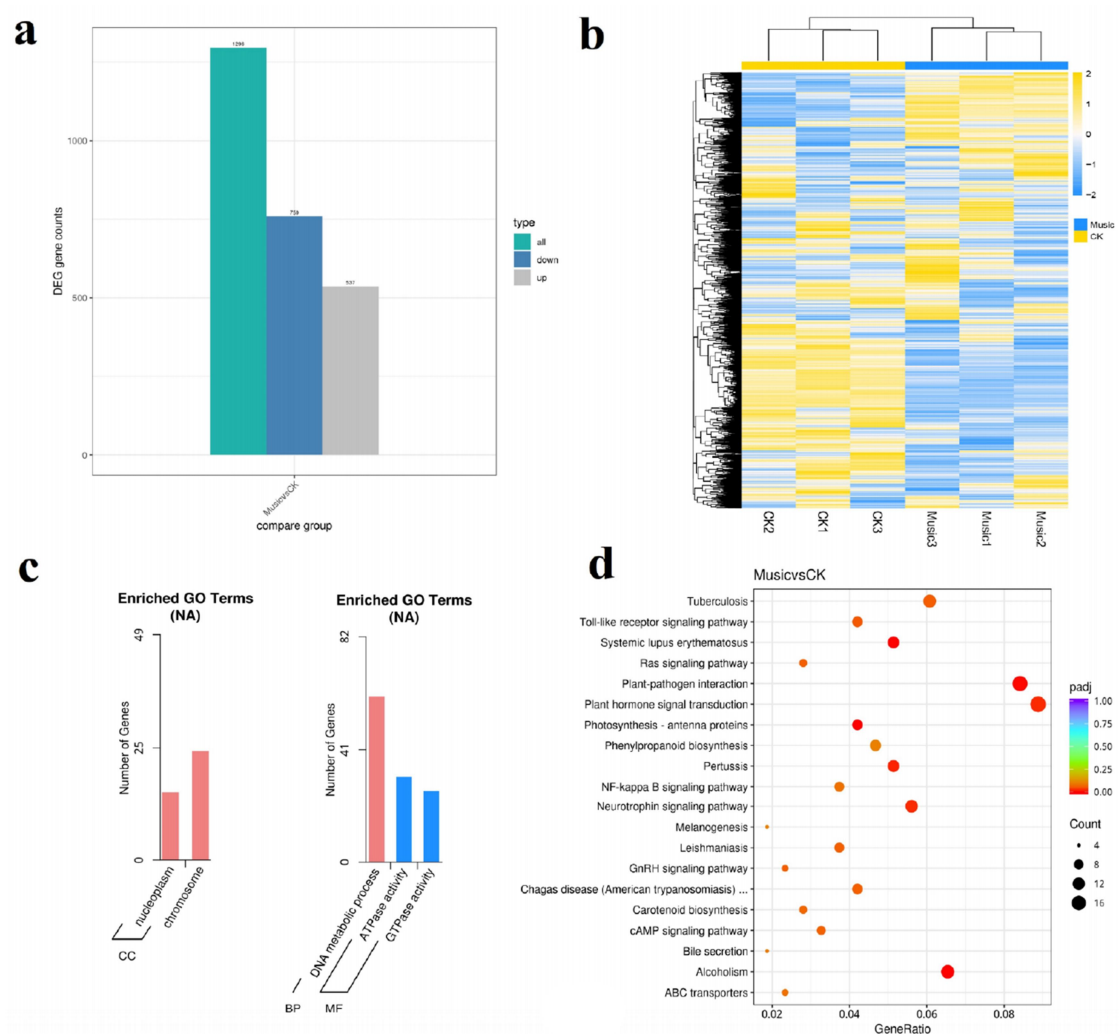 a
1296
759
537
1000
500
0
DEG gene counts
MusicvsCK
compare group
type
all
down
up
b
2
1
0
-1
-2
Music
CK
CK2
CK1
CK3
Music3
Music1
Music2
c
Enriched GO Terms
(NA)
49
25
0
Number of Genes
nucleoplasm
chromosome
CC
Enriched GO Terms
(NA)
82
41
0
Number of Genes
DNA metabolic process
ATPase activity
GTPase activity
BP
MF
d
MusicvsCK
Tuberculosis
Toll-like receptor signaling pathway
Systemic lupus erythematosus
Ras signaling pathway
Plant-pathogen interaction
Plant hormone signal transduction
Photosynthesis - antenna proteins
Phenylpropanoid biosynthesis
Pertussis
NF-kappa B signaling pathway
Neurotrophin signaling pathway
Melanogenesis
Leishmaniasis
GnRH signaling pathway
Chagas disease (American trypanosomiasis) ...
Carotenoid biosynthesis
cAMP signaling pathway
Bile secretion
Alcoholism
ABC transporters
0.02
0.04
0.06
0.08
GeneRatio
padj
1.00
0.75
0.50
0.25
0.00
Count
4
8
12
16